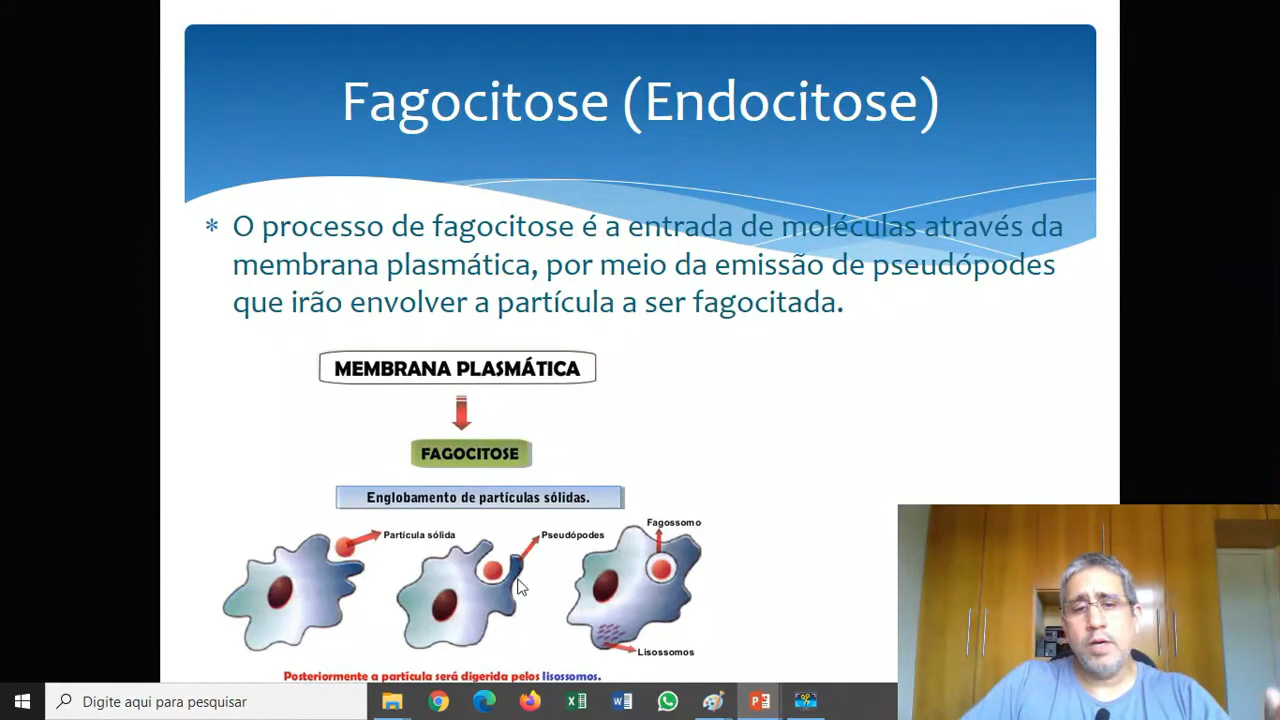 Fagocitose (Endocitose)
* O processo de fagocitose é a entrada de moléculas através da
membrana plasmática, por meio da emissão de pseudópodes
que irão envolver a partícula a ser fagocitada.
MEMBRANA PLASMÁTICA
FAGOCITOSE
Englobamento de partículas sólidas.
Partícula sólida
Pseudópodes
Fagossomo
Lisossomos
Posteriormente a partícula será digerida pelos lisossomos.
Digite aqui para pesquisar